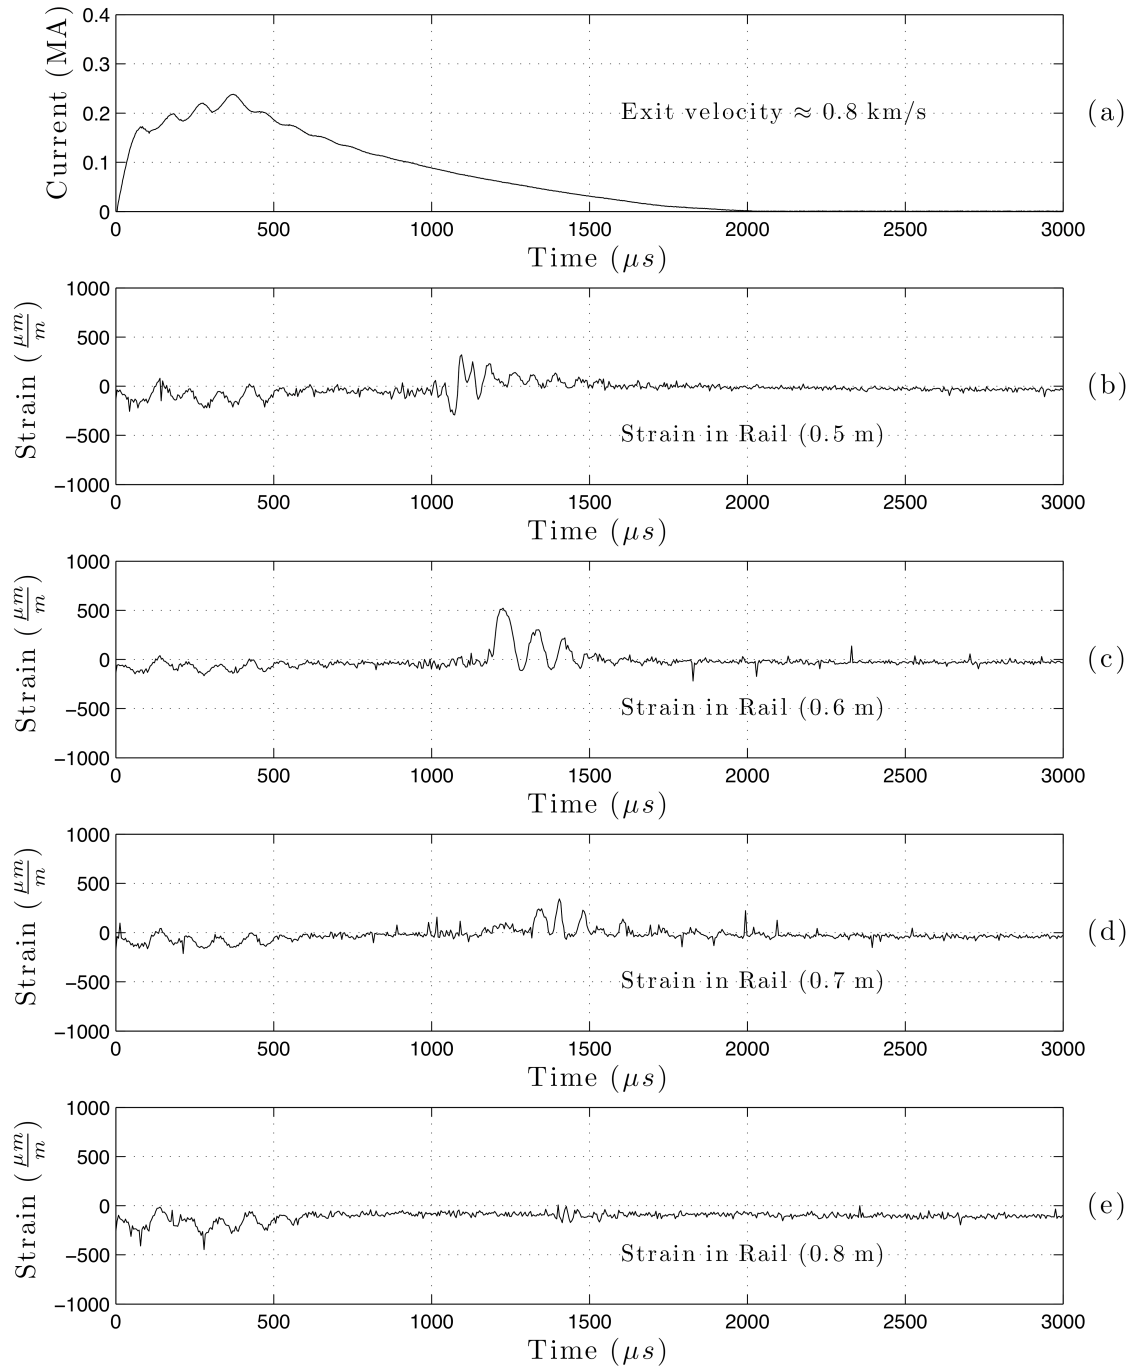 Current (MA)
0.4
0.3
0.2
0.1
0
Exit velocity ≈ 0.8 km/s
(a)
0 500 1000 1500 2000 2500 3000
Time (μs)
Strain (μm/m)
1000
500
0
−500
−1000
Strain in Rail (0.5 m)
(b)
0 500 1000 1500 2000 2500 3000
Time (μs)
Strain (μm/m)
1000
500
0
−500
−1000
Strain in Rail (0.6 m)
(c)
0 500 1000 1500 2000 2500 3000
Time (μs)
Strain (μm/m)
1000
500
0
−500
−1000
Strain in Rail (0.7 m)
(d)
0 500 1000 1500 2000 2500 3000
Time (μs)
Strain (μm/m)
1000
500
0
−500
−1000
Strain in Rail (0.8 m)
(e)
0 500 1000 1500 2000 2500 3000
Time (μs)